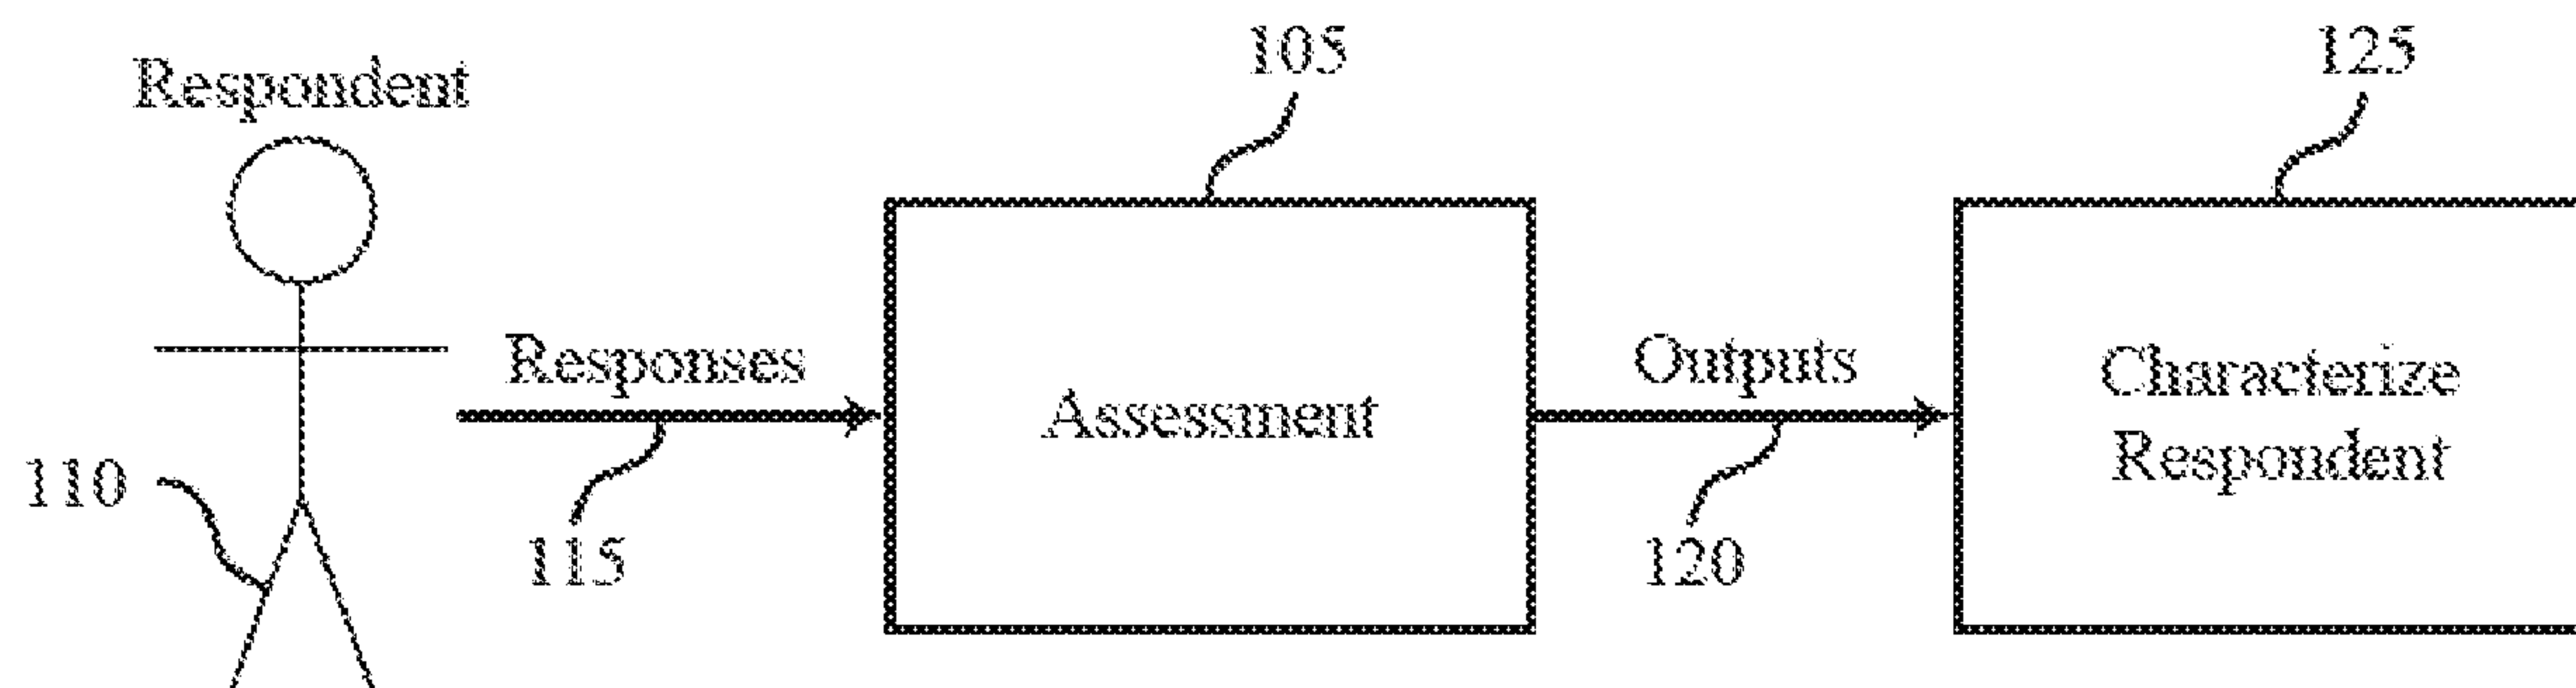 105
125
Respondent
Responses
Outputs
Assessment
Characterize
Respondent
110
115
120